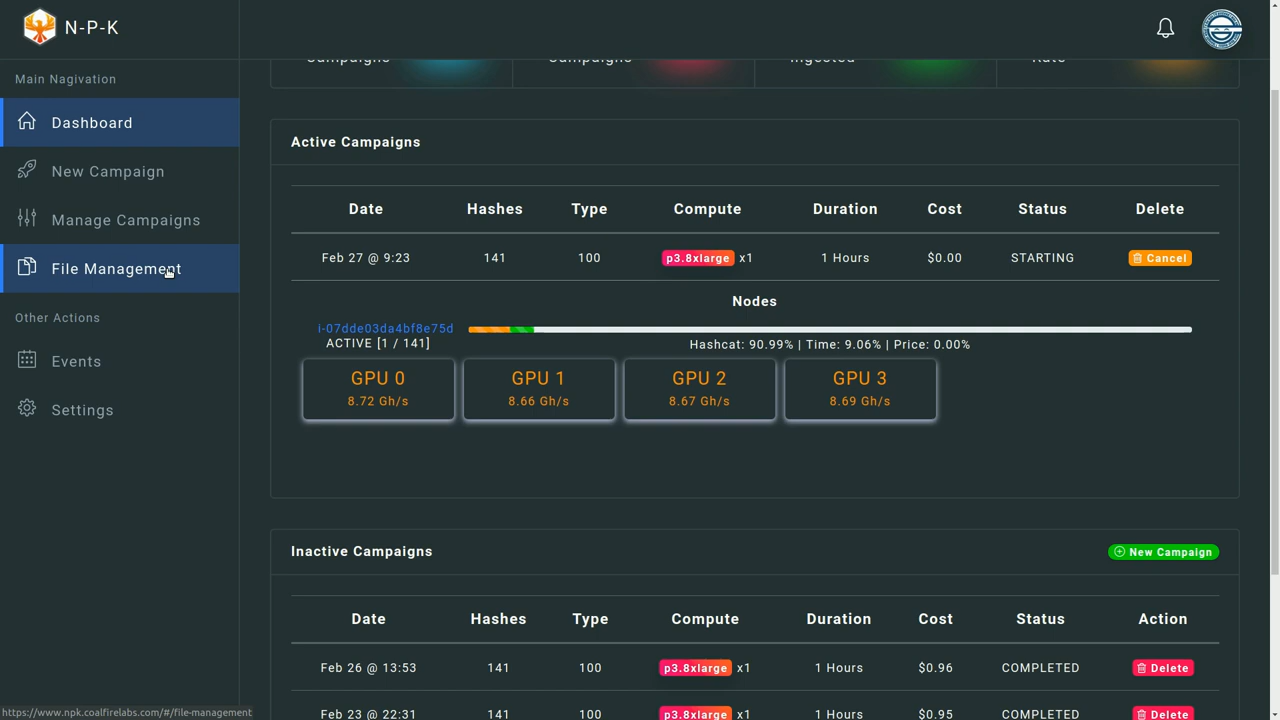 N-P-K
Main Nagivation
Dashboard
New Campaign
Manage Campaigns
File Management
Other Actions
Events
Settings
Campaigns Campaigns Ingested Rate
Active Campaigns
Date Hashes Type Compute Duration Cost Status Delete
Feb 27 @ 9:23 141 100 p3.8xlarge x1 1 Hours $0.00 STARTING Cancel
Nodes
i-07dde03da4bf8e75d
ACTIVE [1 / 141]
Hashcat: 90.99% | Time: 9.06% | Price: 0.00%
GPU 0 GPU 1 GPU 2 GPU 3
8.72 Gh/s 8.66 Gh/s 8.67 Gh/s 8.69 Gh/s
Inactive Campaigns
New Campaign
Date Hashes Type Compute Duration Cost Status Action
Feb 26 @ 13:53 141 100 p3.8xlarge x1 1 Hours $0.96 COMPLETED Delete
Feb 23 @ 22:31 141 100 p3.8xlarge x1 1 Hours $0.95 COMPLETED Delete
https://www.npk.coalfirelabs.com/#/file-management